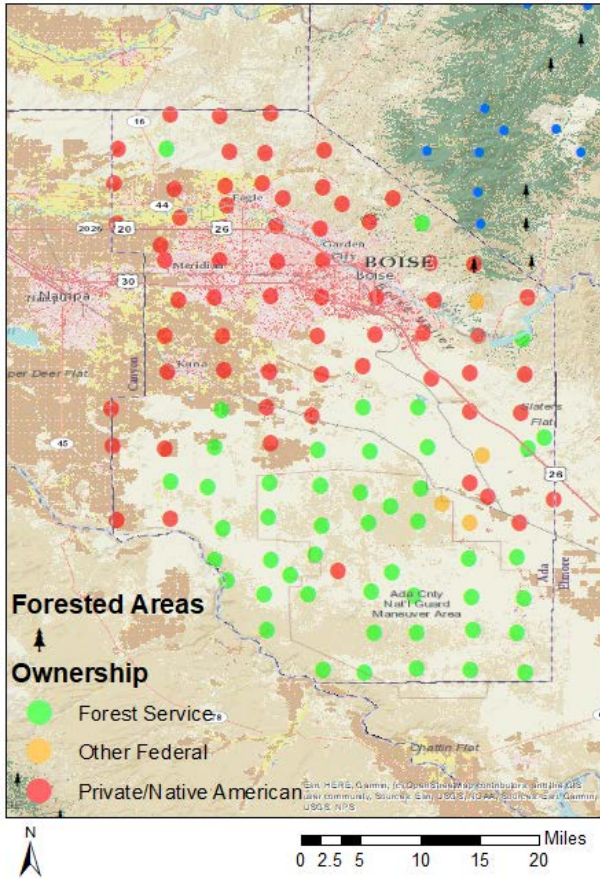 16
44
Eagle
2026
20
26
Garden
City
BOISE
Boise
Meridian
30
Nampa
Kuna
per Deer Flat
Canyon
Slaters
Flat
45
26
Ada
Elmore
Ada Cnty
Nat'l Guard
Maneuver Area
Forested Areas
Ownership
Forest Service
78
Other Federal
Chattin Flat
Private/Native American
Esri, HERE, Garmin, (c) OpenStreetMap contributors, and the GIS
user community, Sources: Esri, USGS, NOAA, Sources: Esri, Garmin,
USGS, NPS
N
0 2.5 5 10 15 20 Miles